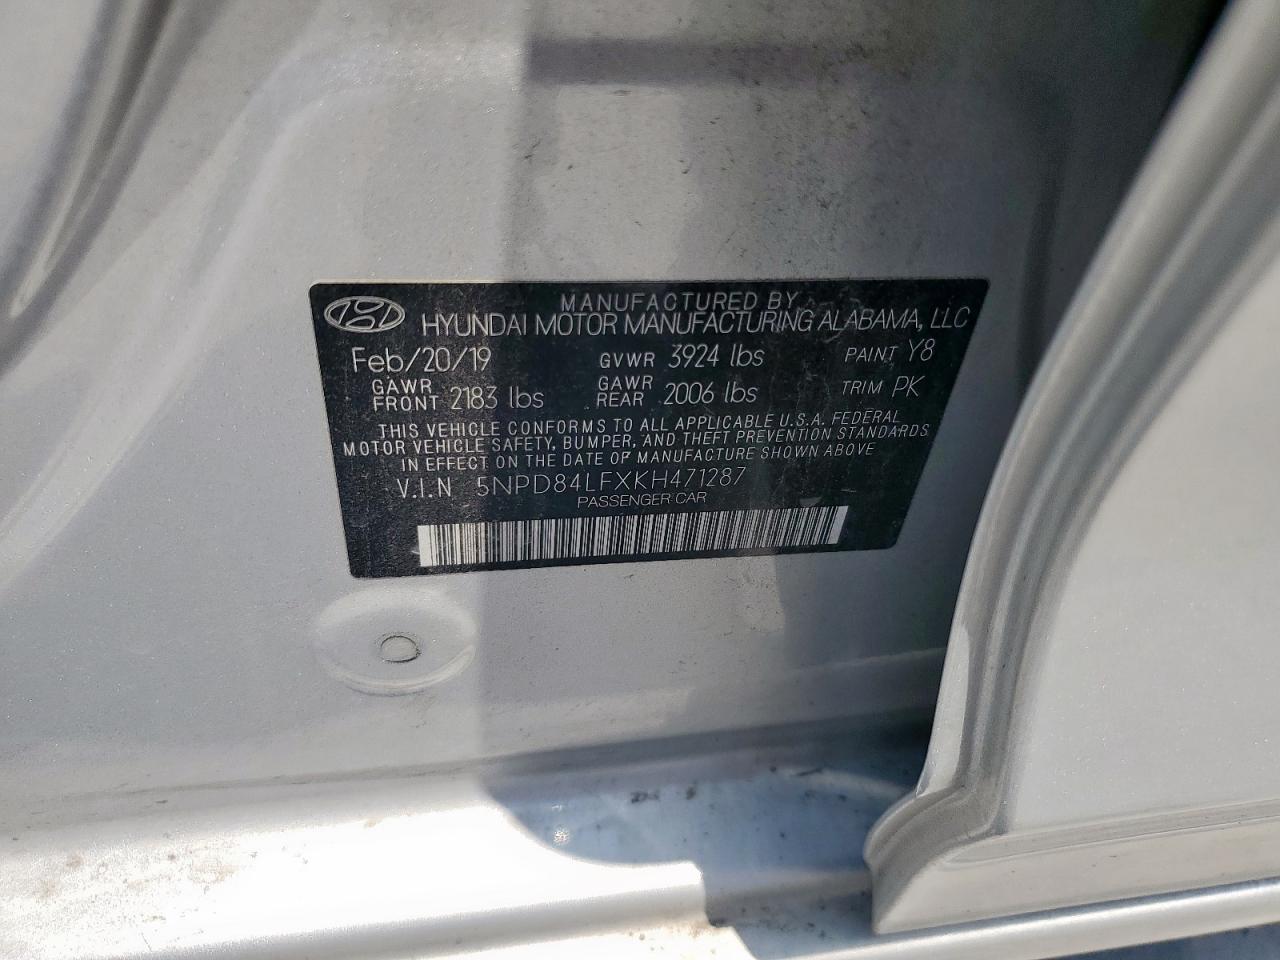 MANUFACTURED BY
HYUNDAI MOTOR MANUFACTURING ALABAMA, LLC
Feb/20/19 GVWR 3924 lbs PAINT Y8
GAWR FRONT 2183 lbs GAWR REAR 2006 lbs TRIM PK
THIS VEHICLE CONFORMS TO ALL APPLICABLE U.S.A. FEDERAL
MOTOR VEHICLE SAFETY, BUMPER, AND THEFT PREVENTION STANDARDS
IN EFFECT ON THE DATE OF MANUFACTURE SHOWN ABOVE
V.I.N 5NPD84LFXKH471287
PASSENGER CAR